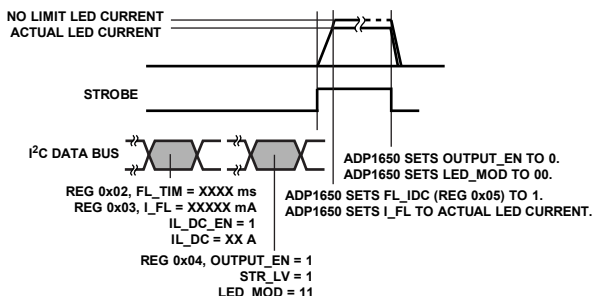 NO LIMIT LED CURRENT
ACTUAL LED CURRENT
STROBE
I²C DATA BUS
ADP1650 SETS OUTPUT_EN TO 0.
ADP1650 SETS LED_MOD TO 00.
REG 0x02, FL_TIM = XXXX ms
REG 0x03, I_FL = XXXXX mA
IL_DC_EN = 1
IL_DC = XX A
ADP1650 SETS FL_IDC (REG 0x05) TO 1.
ADP1650 SETS I_FL TO ACTUAL LED CURRENT.
REG 0x04, OUTPUT_EN = 1
STR_LV = 1
LED_MOD = 11